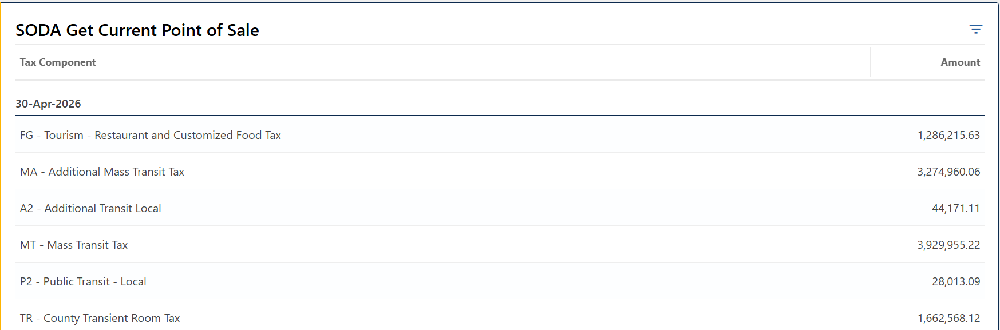 SODA Get Current Point of Sale
Tax Component Amount
30-Apr-2026
FG - Tourism - Restaurant and Customized Food Tax 1,286,215.63
MA - Additional Mass Transit Tax 3,274,960.06
A2 - Additional Transit Local 44,171.11
MT - Mass Transit Tax 3,929,955.22
P2 - Public Transit - Local 28,013.09
TR - County Transient Room Tax 1,662,568.12